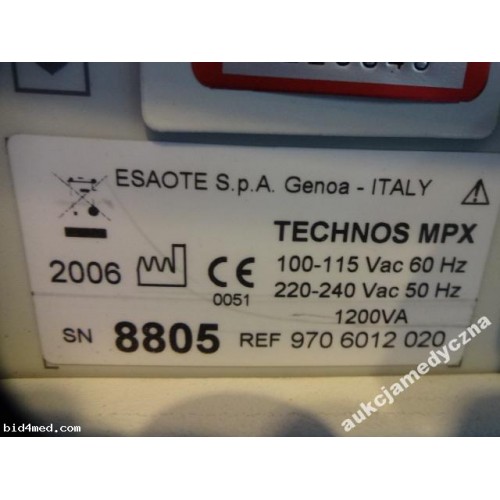 ESAOTE S.p.A. Genoa - ITALY
TECHNOS MPX
2006
CE
0051
100-115 Vac 60 Hz
220-240 Vac 50 Hz
1200VA
SN 8805 REF 970 6012 020
aukcjamedyczna
bid4med.com